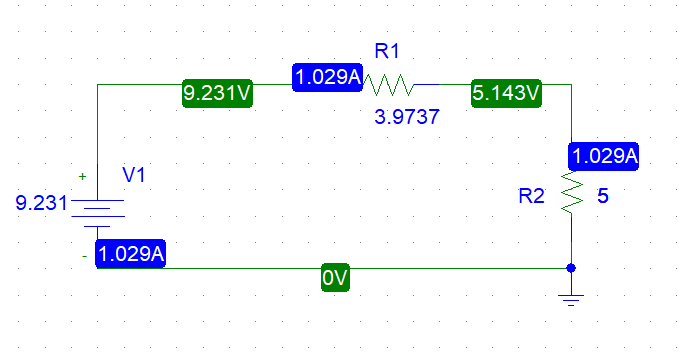 R1
1.029A
9.231V
5.143V
3.9737
1.029A
+
V1
9.231
R2
5
1.029A
-
0V